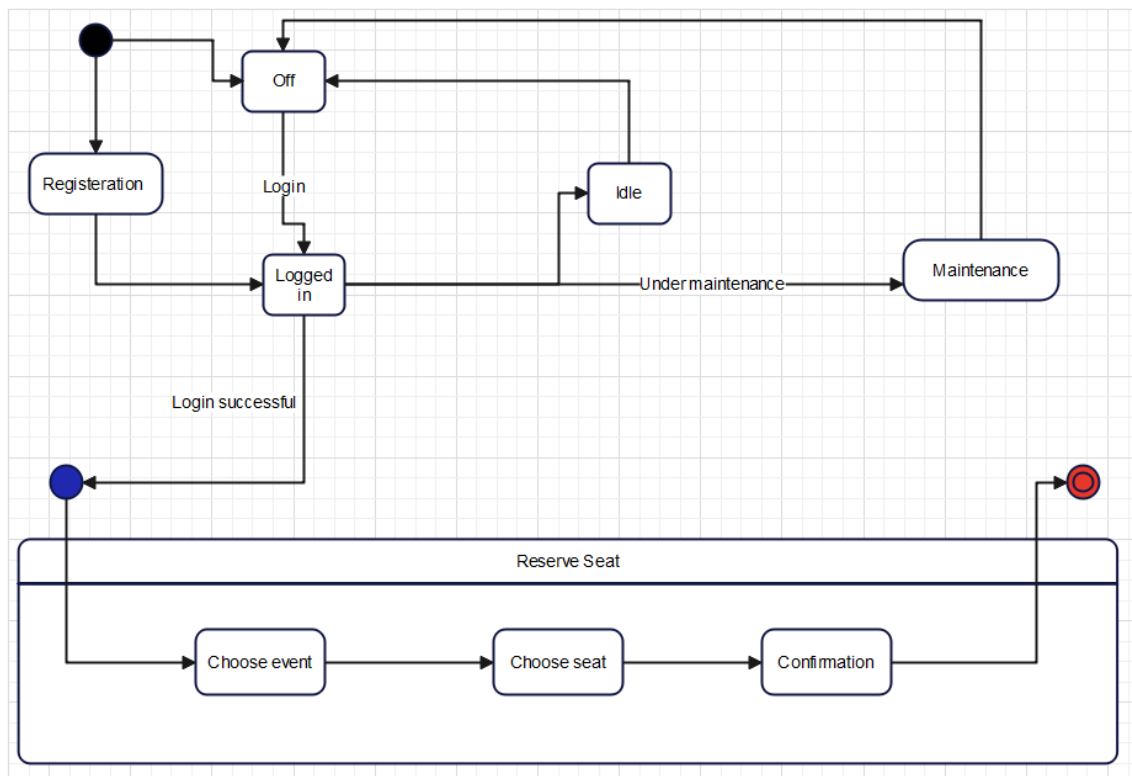 Off
Registeration
Login
Idle
Logged
in
Under maintenance
Maintenance
Login successful
Reserve Seat
Choose event
Choose seat
Confirmation